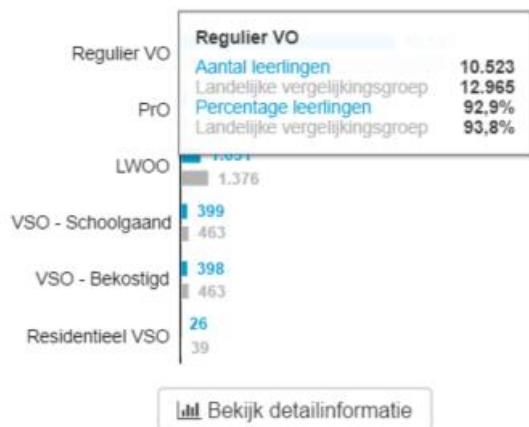 Regulier VO
Regulier VO
Aantal leerlingen 10.523
Landelijke vergelijkingsgroep 12.965
Percentage leerlingen 92,9%
Landelijke vergelijkingsgroep 93,8%
PrO
LWOO
1.376
VSO - Schoolgaand 399
463
VSO - Bekostigd 398
463
Residentieel VSO 26
39
Bekijk detailinformatie